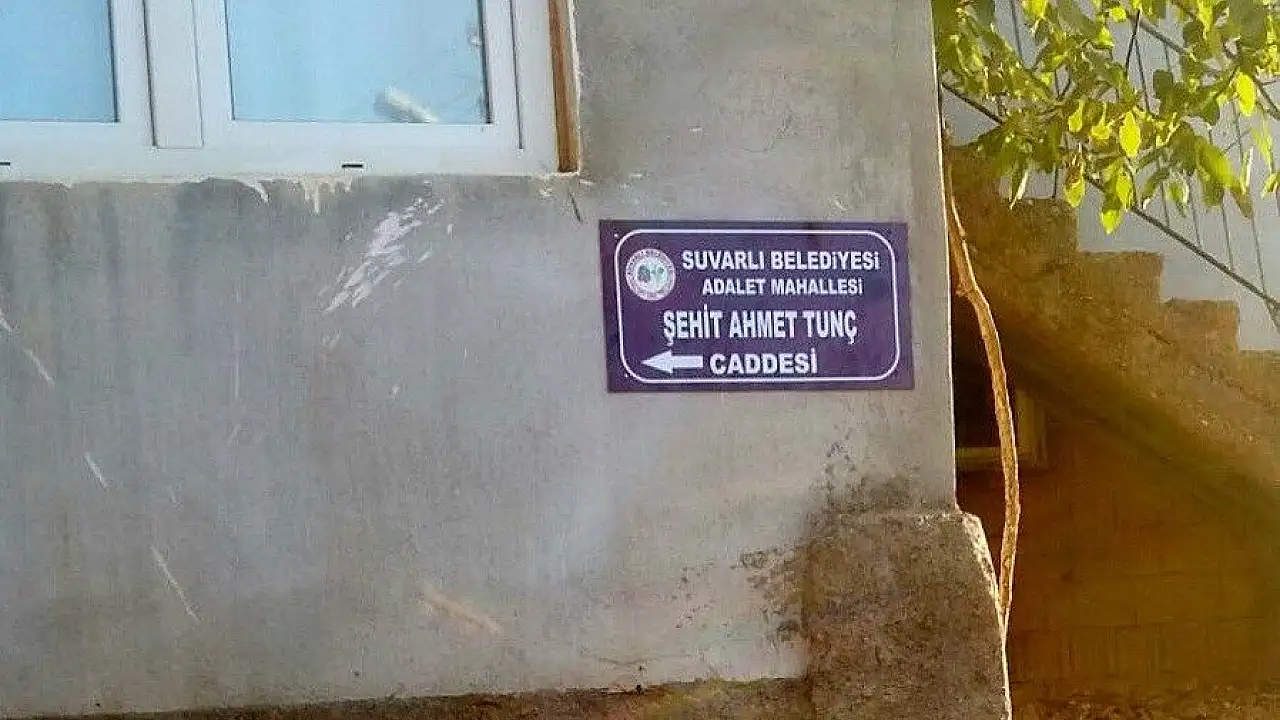 SUVARLI BELEDİYESİ
ADALET MAHALLESİ
ŞEHİT AHMET TUNÇ
CADDESİ